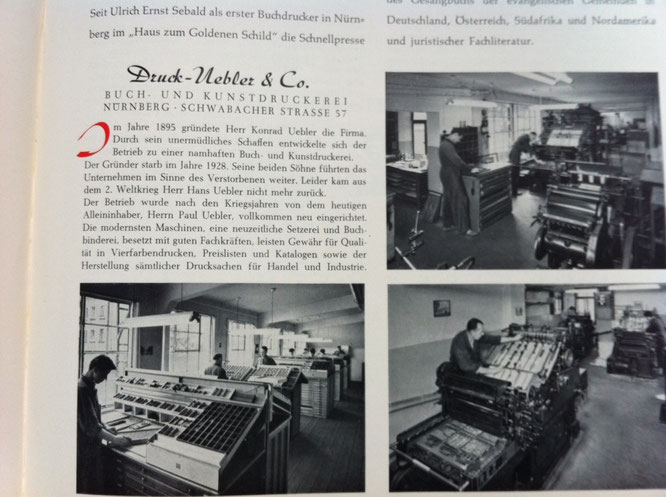 Seit Ulrich Ernst Sebald als erster Buchdrucker in Nürn-
berg im „Haus zum Goldenen Schild" die Schnellpresse
des Gesangbuchs der evangelischen Gemeinden in
Deutschland, Österreich, Südafrika und Nordamerika
und juristischer Fachliteratur.
Druck-Uebler & Co.
BUCH- UND KUNSTDRUCKEREI
NÜRNBERG · SCHWABACHER STRASSE 57
Im Jahre 1895 gründete Herr Konrad Uebler die Firma.
Durch sein unermüdliches Schaffen entwickelte sich der
Betrieb zu einer namhaften Buch- und Kunstdruckerei.
Der Gründer starb im Jahre 1928. Seine beiden Söhne führten das
Unternehmen im Sinne des Verstorbenen weiter. Leider kam aus
dem 2. Weltkrieg Herr Hans Uebler nicht mehr zurück.
Der Betrieb wurde nach den Kriegsjahren von dem heutigen
Alleininhaber, Herrn Paul Uebler, vollkommen neu eingerichtet.
Die modernsten Maschinen, eine neuzeitliche Setzerei und Buch-
binderei, besetzt mit guten Fachkräften, leisten Gewähr für Quali-
tät in Vierfarbendrucken, Preislisten und Katalogen sowie der
Herstellung sämtlicher Drucksachen für Handel und Industrie.